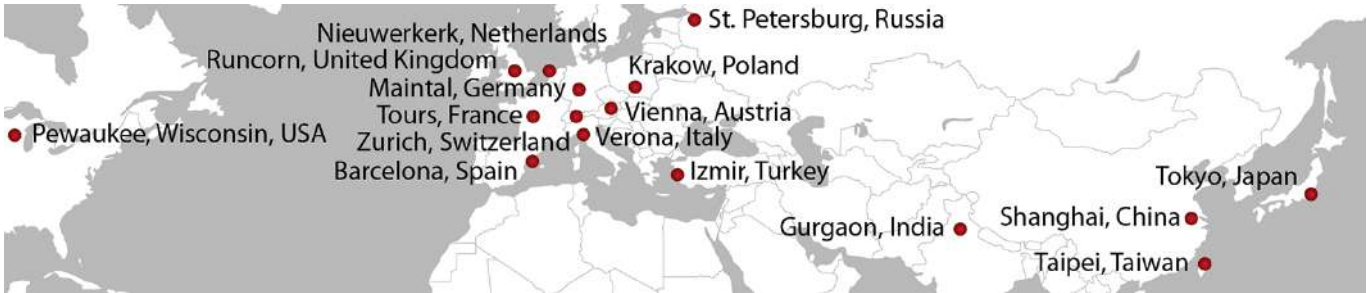 St. Petersburg, Russia
Nieuwerkerk, Netherlands
Runcorn, United Kingdom
Krakow, Poland
Maintal, Germany
Tours, France
Vienna, Austria
Pewaukee, Wisconsin, USA
Zurich, Switzerland
Verona, Italy
Barcelona, Spain
Izmir, Turkey
Tokyo, Japan
Shanghai, China
Gurgaon, India
Taipei, Taiwan